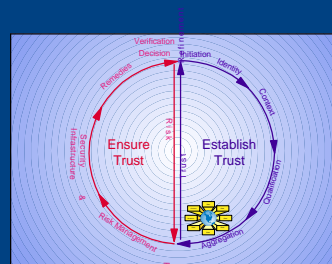 Verification
Decision
Initiation
Identity
Context
Qualification
Aggregation
Risk Management
&
Security
Infrastructure
Remedies
Ensure
Trust
Establish
Trust
Risk
Trust